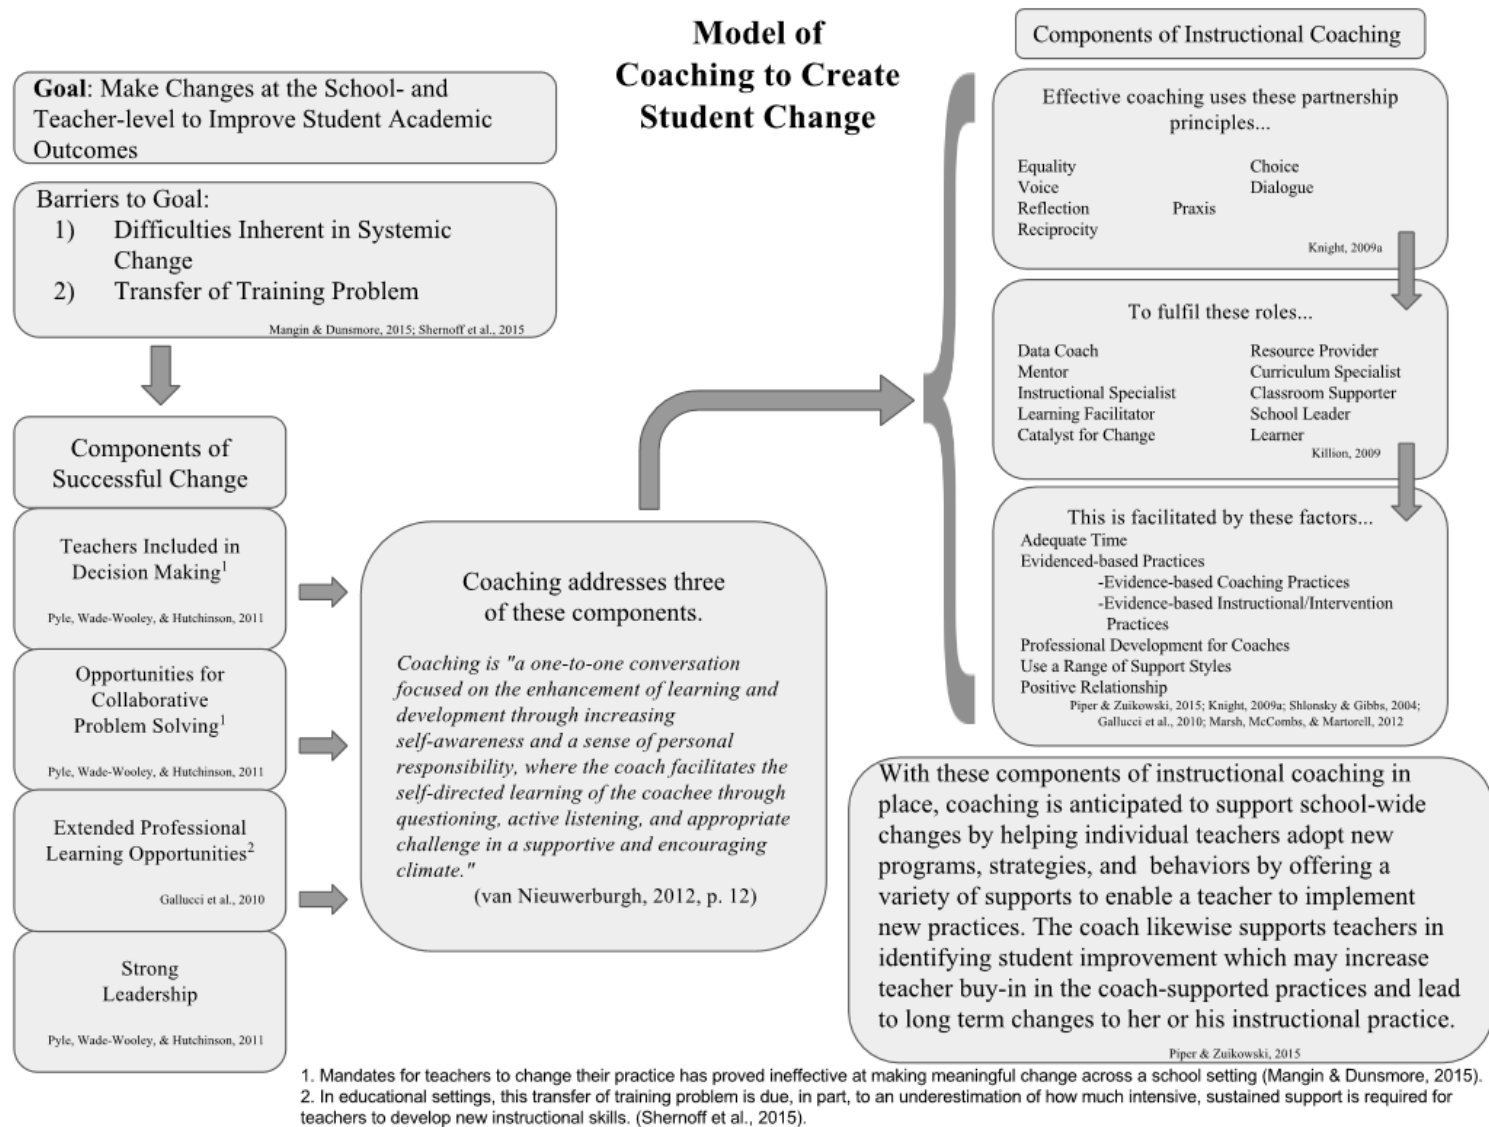 Model of
Coaching to Create
Student Change
Goal: Make Changes at the School- and
Teacher-level to Improve Student Academic
Outcomes
Barriers to Goal:
1) Difficulties Inherent in Systemic
Change
2) Transfer of Training Problem
Mangin & Dunsmore, 2015; Shernoff et al., 2015
Components of
Successful Change
Teachers Included in
Decision Making1
Pyle, Wade-Wooley, & Hutchinson, 2011
Opportunities for
Collaborative
Problem Solving1
Pyle, Wade-Wooley, & Hutchinson, 2011
Extended Professional
Learning Opportunities2
Gallucci et al., 2010
Strong
Leadership
Pyle, Wade-Wooley, & Hutchinson, 2011
Coaching addresses three
of these components.
Coaching is "a one-to-one conversation
focused on the enhancement of learning and
development through increasing
self-awareness and a sense of personal
responsibility, where the coach facilitates the
self-directed learning of the coachee through
questioning, active listening, and appropriate
challenge in a supportive and encouraging
climate."
(van Nieuwerburgh, 2012, p. 12)
Components of Instructional Coaching
Effective coaching uses these partnership
principles...
Equality Choice
Voice Dialogue
Reflection Praxis
Reciprocity
Knight, 2009a
To fulfil these roles...
Data Coach Resource Provider
Mentor Curriculum Specialist
Instructional Specialist Classroom Supporter
Learning Facilitator School Leader
Catalyst for Change Learner
Killion, 2009
This is facilitated by these factors...
Adequate Time
Evidenced-based Practices
-Evidence-based Coaching Practices
-Evidence-based Instructional/Intervention
Practices
Professional Development for Coaches
Use a Range of Support Styles
Positive Relationship
Piper & Zuikowski, 2015; Knight, 2009a; Shlonsky & Gibbs, 2004;
Gallucci et al., 2010; Marsh, McCombs, & Martorell, 2012
With these components of instructional coaching in
place, coaching is anticipated to support school-wide
changes by helping individual teachers adopt new
programs, strategies, and behaviors by offering a
variety of supports to enable a teacher to implement
new practices. The coach likewise supports teachers in
identifying student improvement which may increase
teacher buy-in in the coach-supported practices and lead
to long term changes to her or his instructional practice.
Piper & Zuikowski, 2015
1. Mandates for teachers to change their practice has proved ineffective at making meaningful change across a school setting (Mangin & Dunsmore, 2015).
2. In educational settings, this transfer of training problem is due, in part, to an underestimation of how much intensive, sustained support is required for
teachers to develop new instructional skills. (Shernoff et al., 2015).